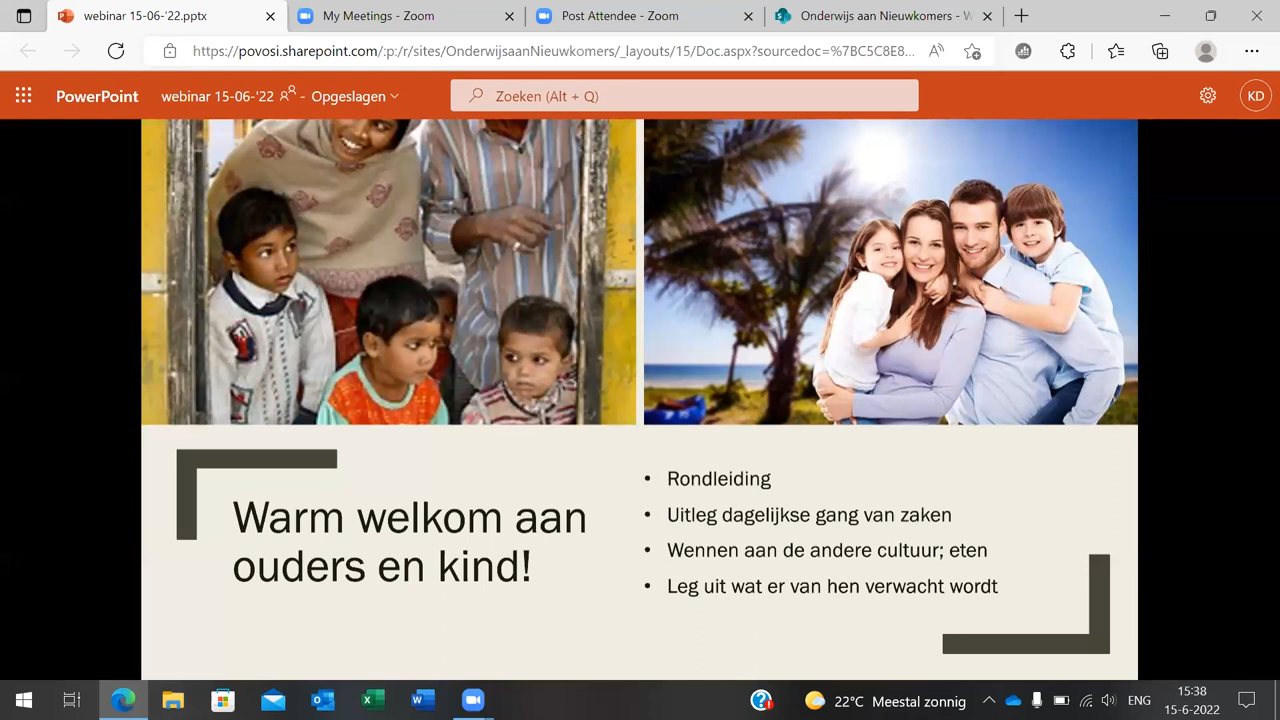 webinar 15-06-'22.pptx
My Meetings - Zoom
Post Attendee - Zoom
Onderwijs aan Nieuwkomers - W
https://povosi.sharepoint.com/:p:/r/sites/OnderwijsaanNieuwkomers/_layouts/15/Doc.aspx?sourcedoc=%7BC5C8E8...
PowerPoint
webinar 15-06-'22 - Opgeslagen
Zoeken (Alt + Q)
KD
Warm welkom aan
ouders en kind!
• Rondleiding
• Uitleg dagelijkse gang van zaken
• Wennen aan de andere cultuur; eten
• Leg uit wat er van hen verwacht wordt
22°C Meestal zonnig
ENG
15:38
15-6-2022